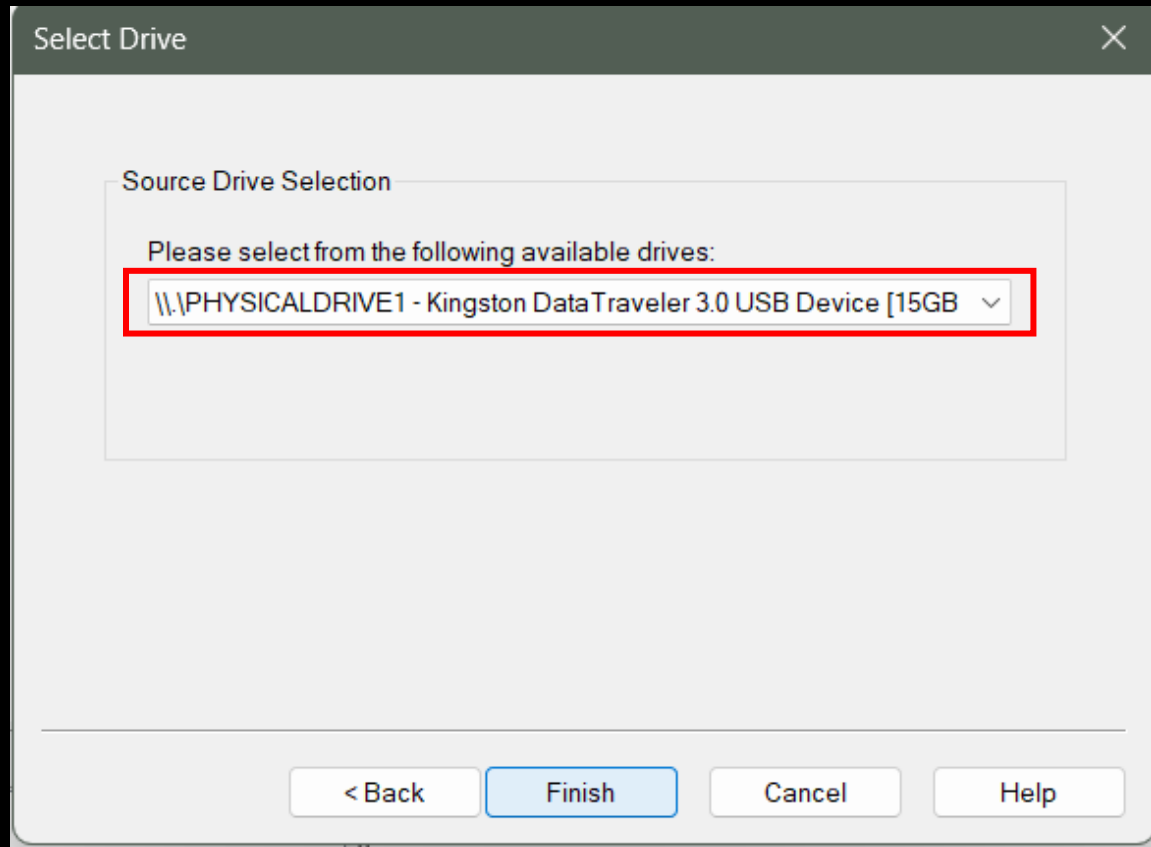 Select Drive
Source Drive Selection
Please select from the following available drives:
\\.\PHYSICALDRIVE1 - Kingston DataTraveler 3.0 USB Device [15GB
< Back
Finish
Cancel
Help